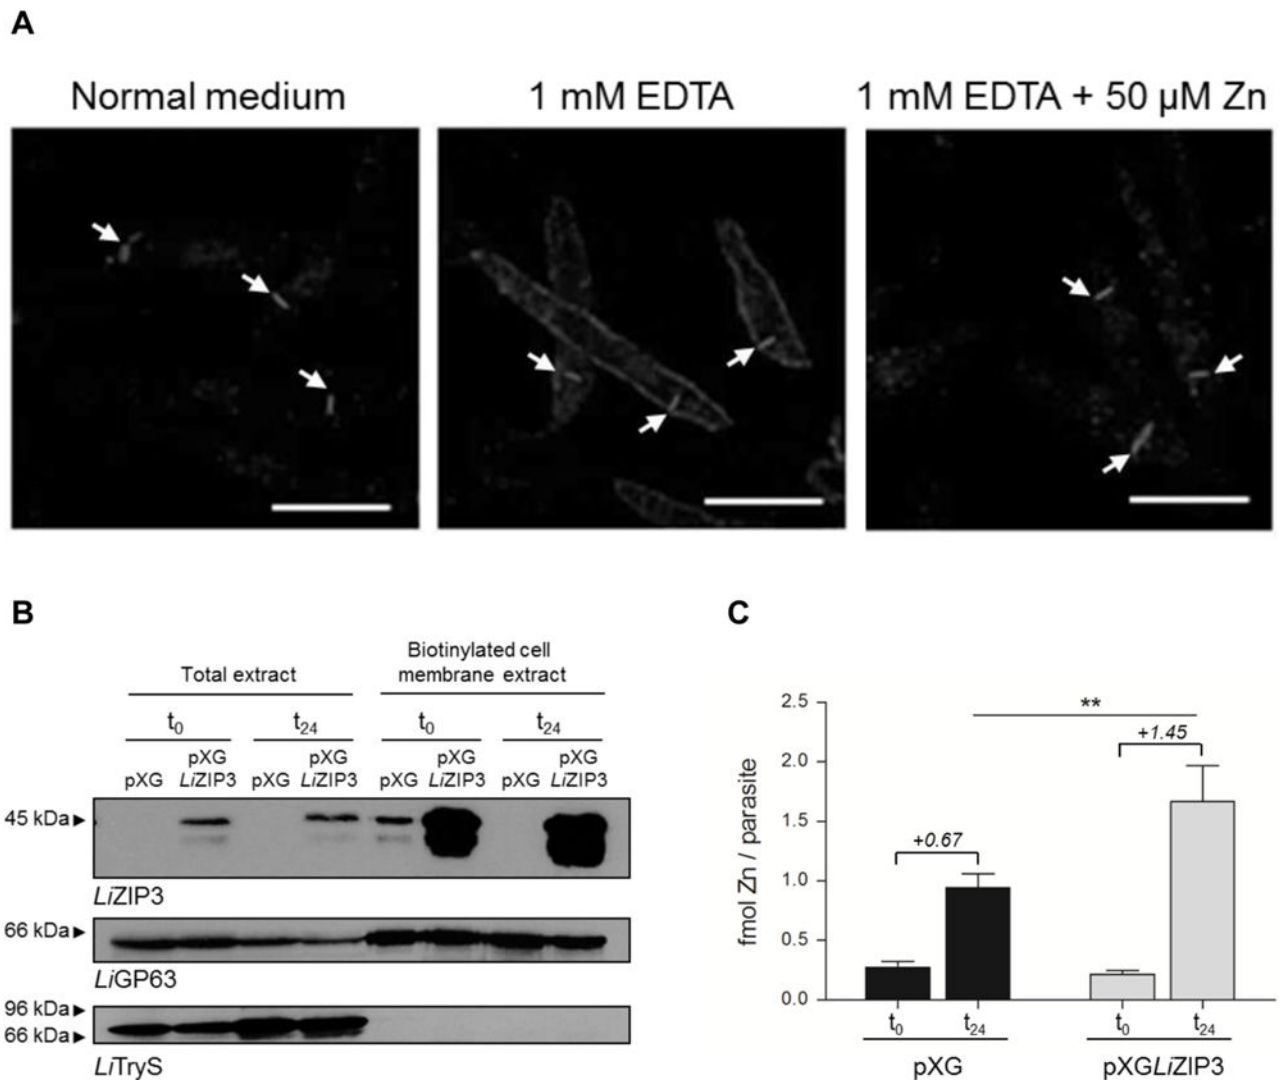 A
Normal medium
1 mM EDTA
1 mM EDTA + 50 µM Zn
B
Total extract
Biotinylated cell
membrane extract
t0 t24 t0 t24
pXG pXG LiZIP3 pXG pXG LiZIP3 pXG pXG LiZIP3 pXG pXG LiZIP3
45 kDa
LiZIP3
66 kDa
LiGP63
96 kDa
66 kDa
LiTryS
C
fmol Zn / parasite
2.5
2.0
1.5
1.0
0.5
0.0
**
+1.45
+0.67
t0 t24 t0 t24
pXG pXGLiZIP3